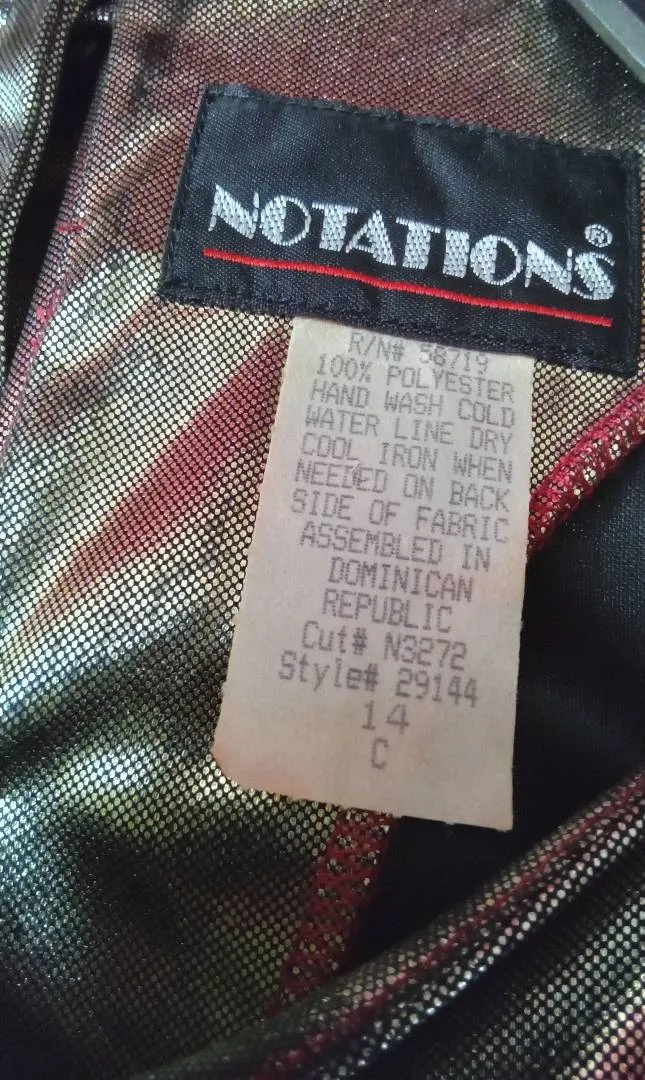 NOTATIONS®
R/N# 58719
100% POLYESTER
HAND WASH COLD
WATER LINE DRY
COOL IRON WHEN
NEEDED ON BACK
SIDE OF FABRIC
ASSEMBLED IN
DOMINICAN
REPUBLIC
Cut# N3272
Style# 29144
14
C